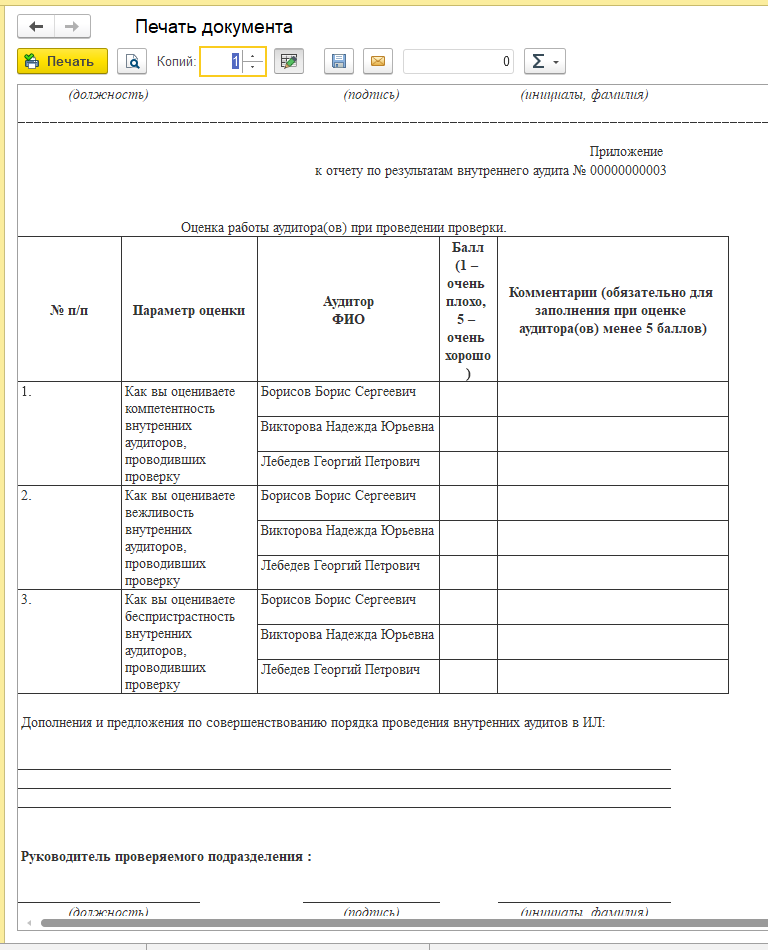 Печать документа
Печать
Копий:
1
0
Σ
(должность) (подпись) (инициалы, фамилия)
Приложение
к отчету по результатам внутреннего аудита № 00000000003
Оценка работы аудитора(ов) при проведении проверки.
№ п/п
Параметр оценки
Аудитор
ФИО
Балл
(1 –
очень
плохо,
5 –
очень
хорошо
)
Комментарии (обязательно для
заполнения при оценке
аудитора(ов) менее 5 баллов)
1.
Как вы оцениваете
компетентность
внутренних
аудиторов,
проводивших
проверку
Борисов Борис Сергеевич
Викторова Надежда Юрьевна
Лебедев Георгий Петрович
2.
Как вы оцениваете
вежливость
внутренних
аудиторов,
проводивших
проверку
Борисов Борис Сергеевич
Викторова Надежда Юрьевна
Лебедев Георгий Петрович
3.
Как вы оцениваете
беспристрастность
внутренних
аудиторов,
проводивших
проверку
Борисов Борис Сергеевич
Викторова Надежда Юрьевна
Лебедев Георгий Петрович
Дополнения и предложения по совершенствованию порядка проведения внутренних аудитов в ИЛ:
Руководитель проверяемого подразделения :
(должность) (подпись) (инициалы, фамилия)